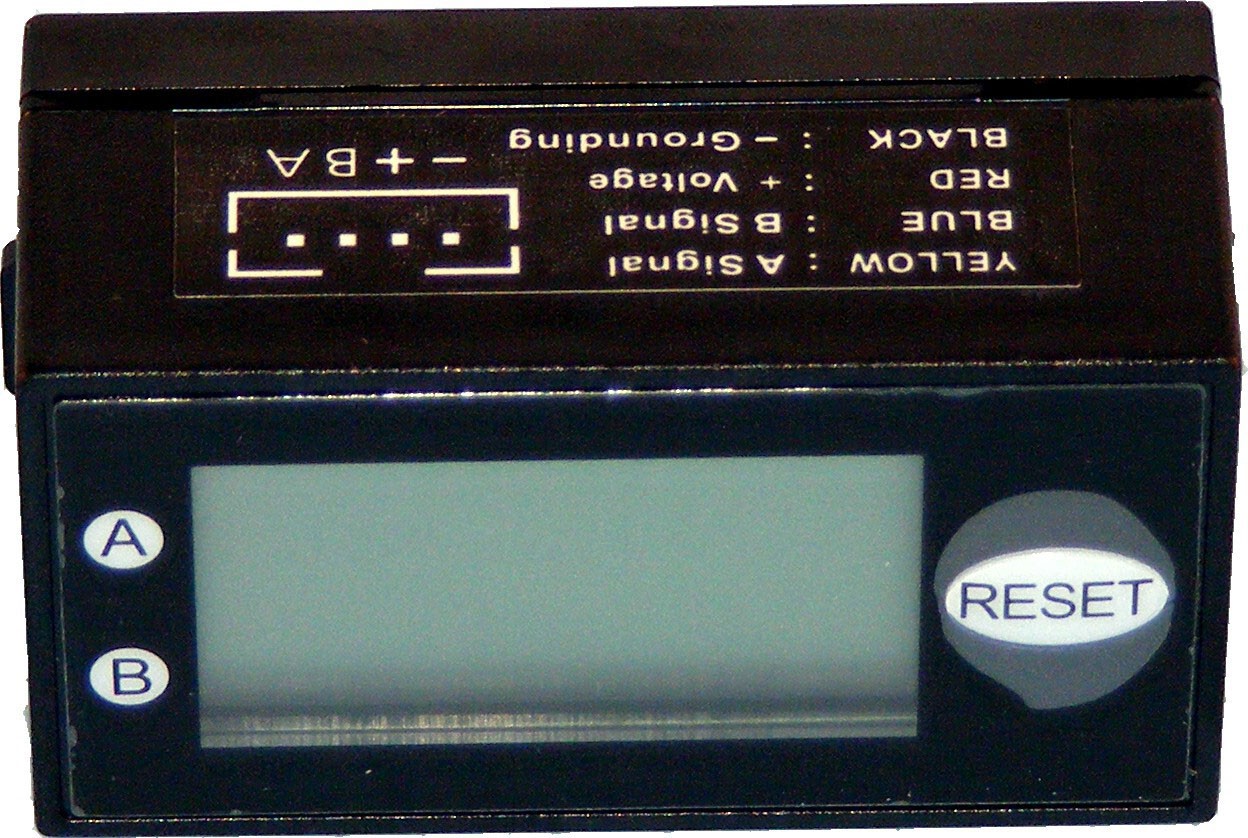 YELLOW : A Signal
BLUE : B Signal
RED : + Voltage
BLACK : − Grounding
− + B A
A
B
RESET